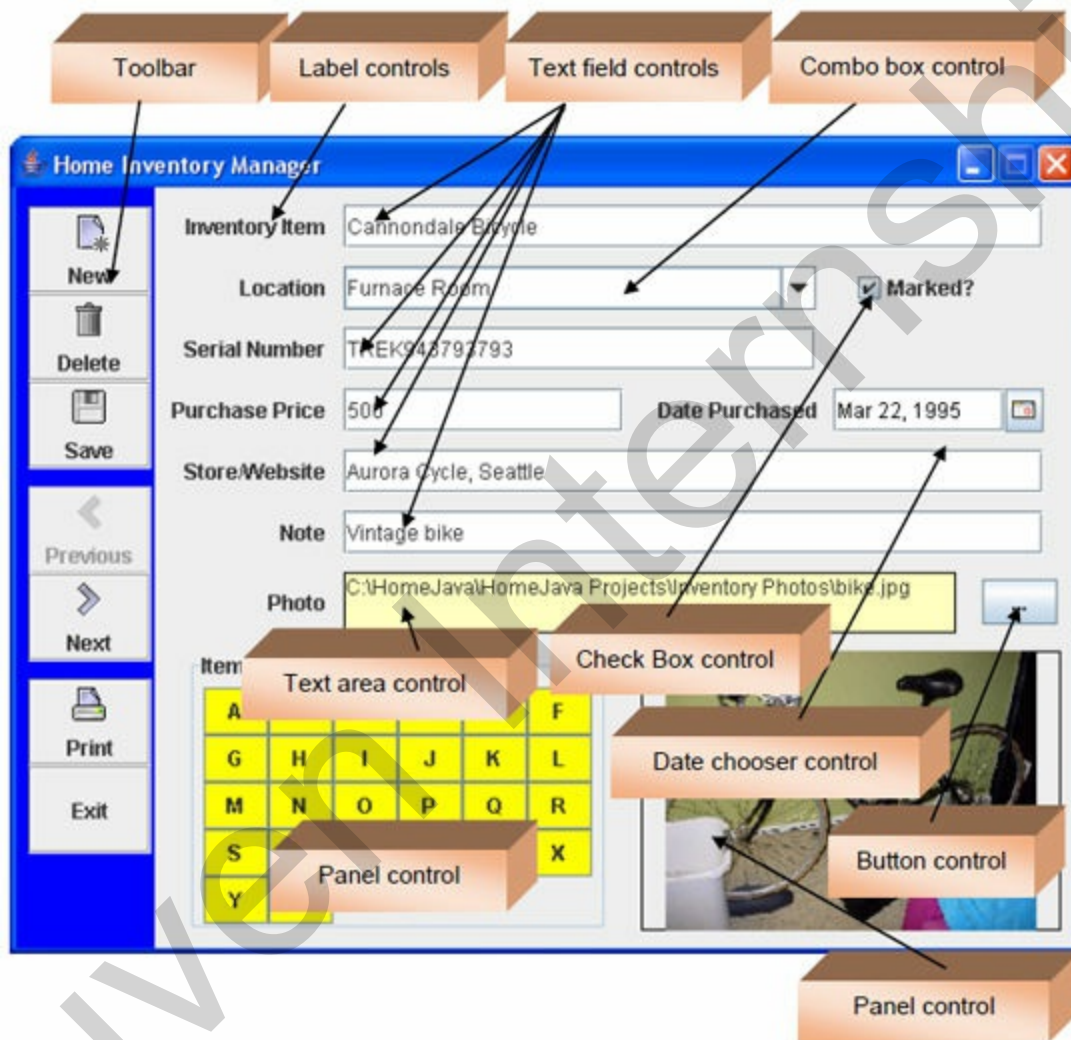 Toolbar
Label controls
Text field controls
Combo box control
Home Inventory Manager
New
Delete
Save
Previous
Next
Print
Exit
Inventory Item Cannondale Bicycle
Location Furnace Room Marked?
Serial Number TREK943793793
Purchase Price 500 Date Purchased Mar 22, 1995
Store/Website Aurora Cycle, Seattle
Note Vintage bike
Photo C:\HomeJava\HomeJava Projects\Inventory Photos\bike.jpg ...
Text area control
Check Box control
Date chooser control
Item
A F
G H I J K L
M N O P Q R
S X
Y
Panel control
Button control
Panel control